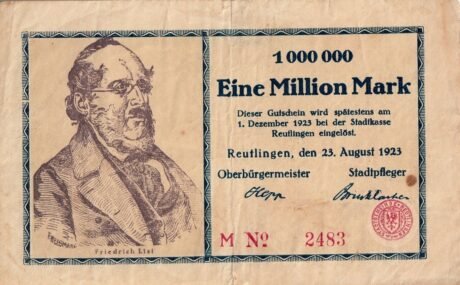 1 000 000
Eine Million Mark
Dieser Gutschein wird spätestens am
1. Dezember 1923 bei der Stadtkasse
Reutlingen eingelöst.
Reutlingen, den 23. August 1923
Oberbürgermeister Stadtpfleger
Hepp
M No 2483
Friedrich List